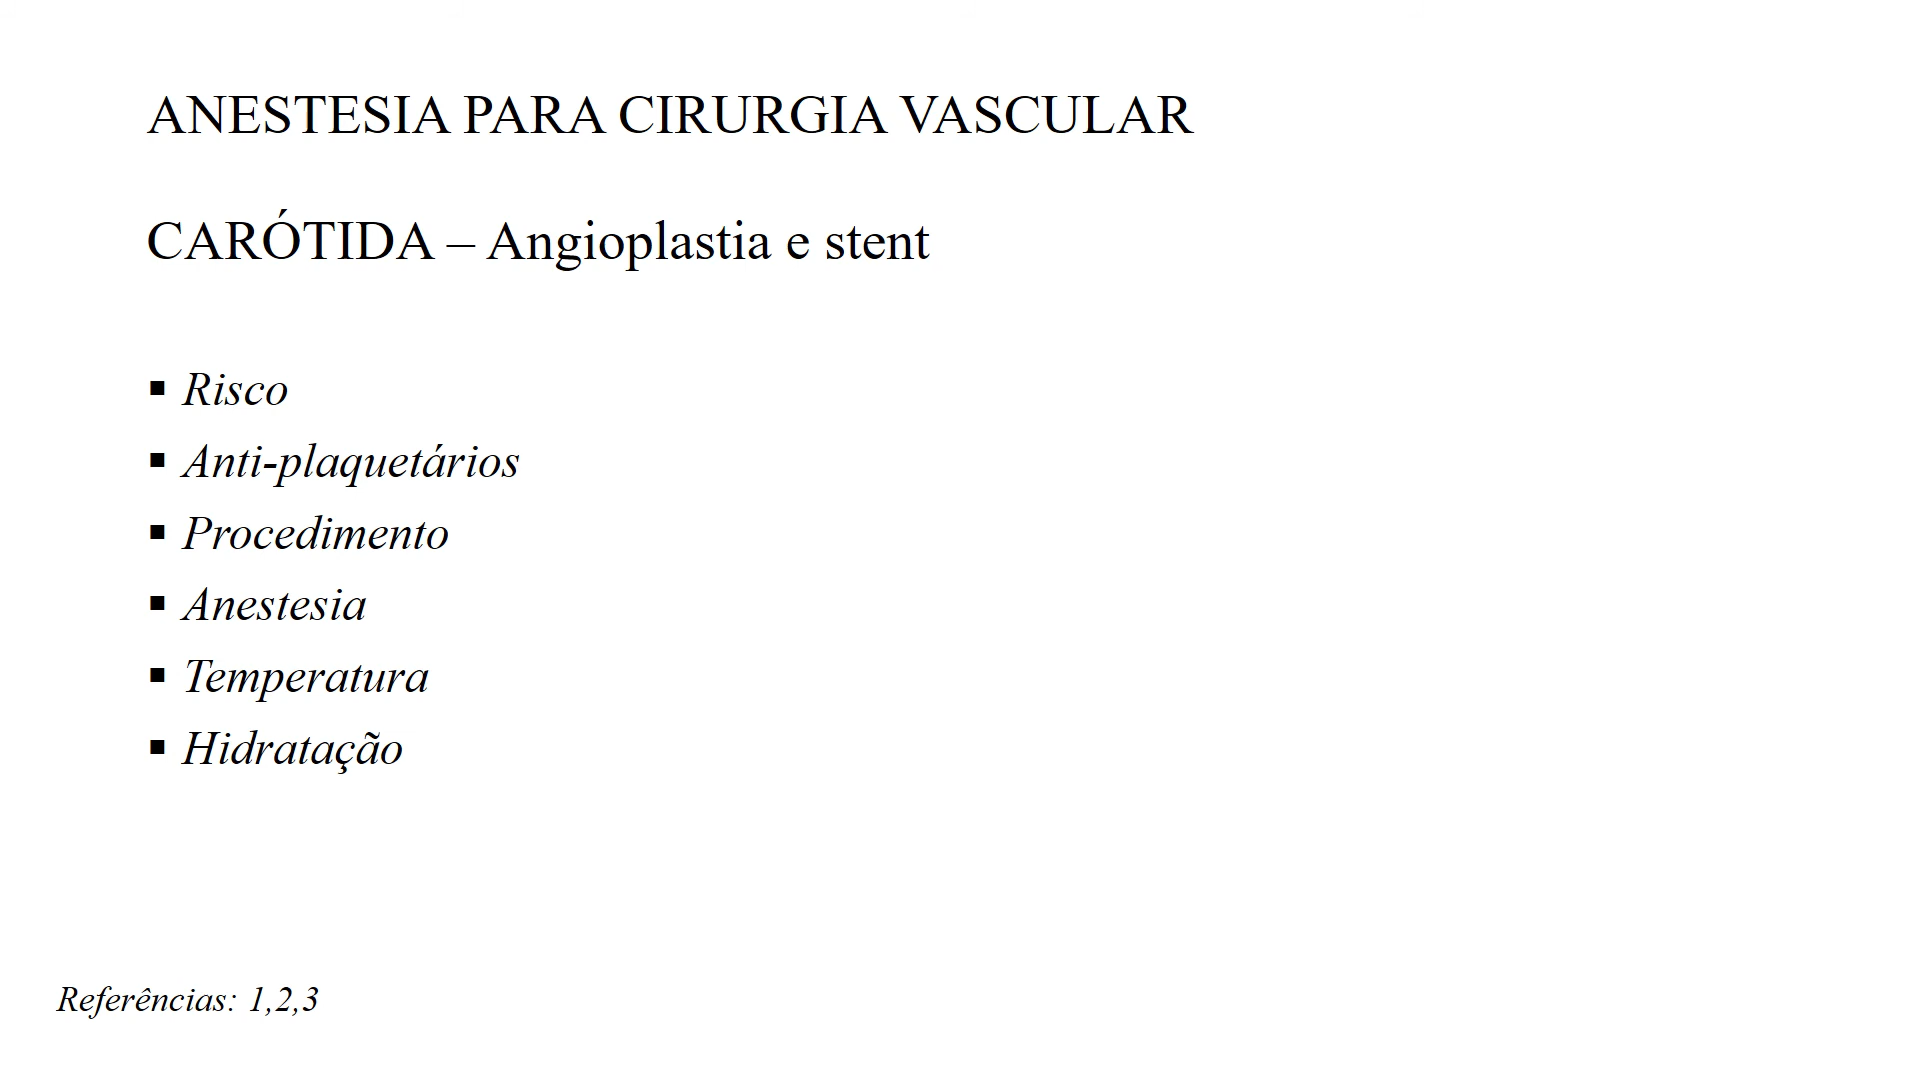 ANESTESIA PARA CIRURGIA VASCULAR
CARÓTIDA – Angioplastia e stent
▪ Risco
▪ Anti-plaquetários
▪ Procedimento
▪ Anestesia
▪ Temperatura
▪ Hidratação
Referências: 1,2,3